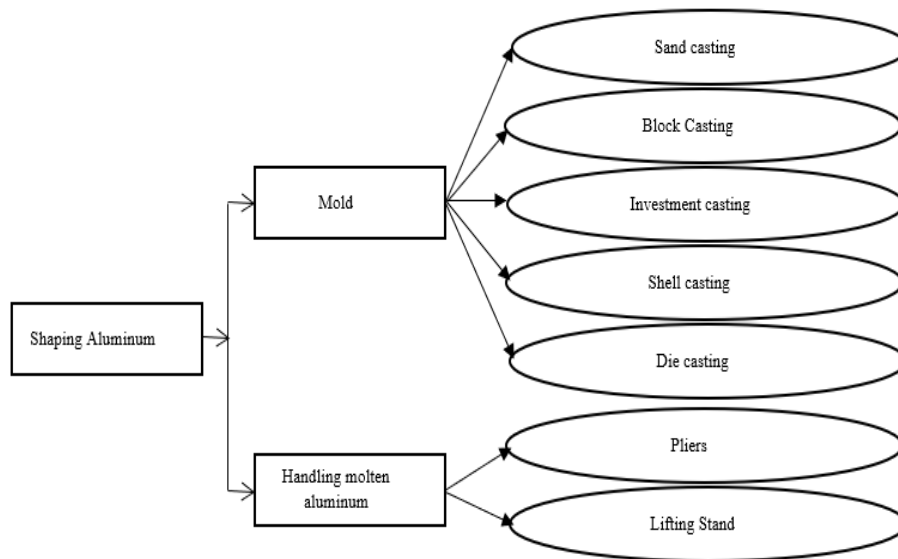 Sand casting
Block Casting
Mold
Investment casting
Shell casting
Shaping Aluminum
Die casting
Pliers
Handling molten
aluminum
Lifting Stand